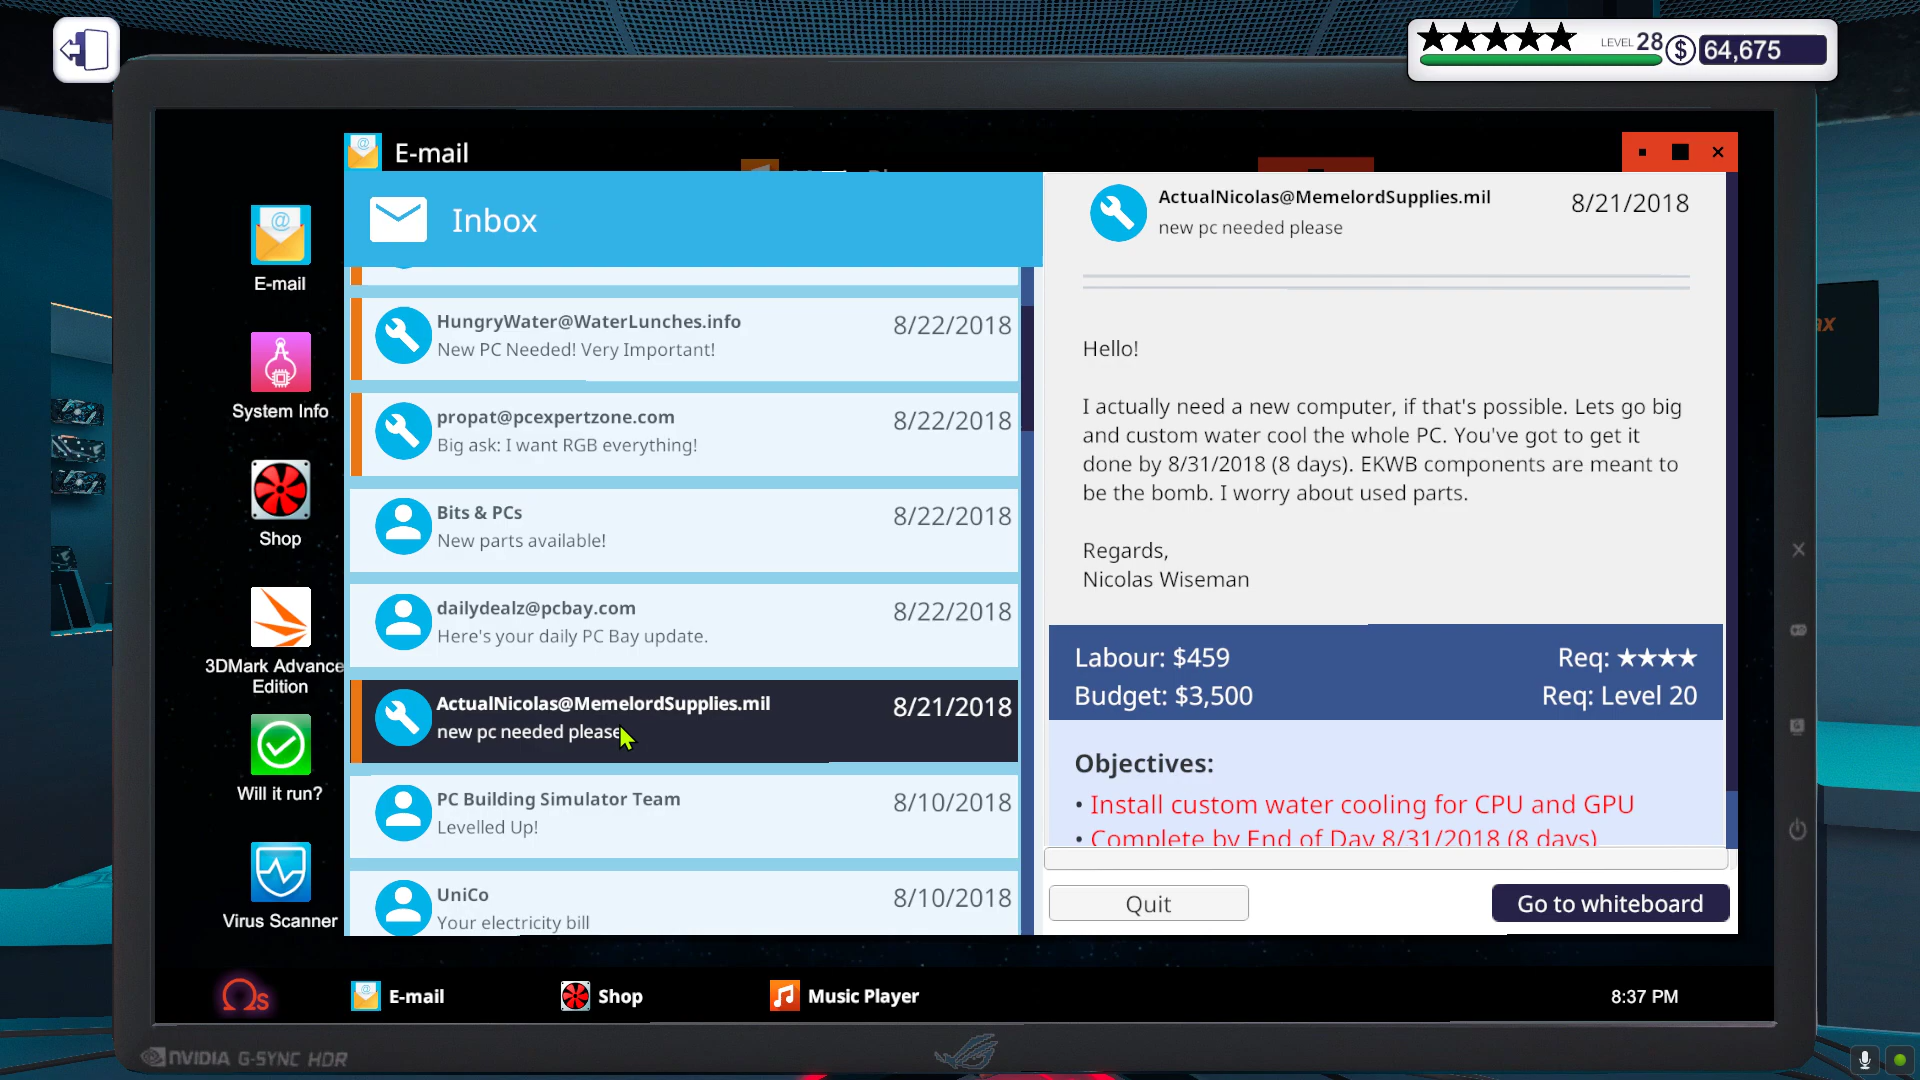 LEVEL 28
$ 64,675
E-mail
Inbox
HungryWater@WaterLunches.info
8/22/2018
New PC Needed! Very Important!
propat@pcexpertzone.com
8/22/2018
Big ask: I want RGB everything!
Bits & PCs
8/22/2018
New parts available!
dailydealz@pcbay.com
8/22/2018
Here's your daily PC Bay update.
ActualNicolas@MemelordSupplies.mil
8/21/2018
new pc needed please
PC Building Simulator Team
8/10/2018
Levelled Up!
UniCo
8/10/2018
Your electricity bill
ActualNicolas@MemelordSupplies.mil
8/21/2018
new pc needed please
Hello!
I actually need a new computer, if that's possible. Lets go big
and custom water cool the whole PC. You've got to get it
done by 8/31/2018 (8 days). EKWB components are meant to
be the bomb. I worry about used parts.
Regards,
Nicolas Wiseman
Labour: $459
Req: ★★★★
Budget: $3,500
Req: Level 20
Objectives:
• Install custom water cooling for CPU and GPU
• Complete by End of Day 8/31/2018 (8 days)
Quit
Go to whiteboard
E-mail
System Info
Shop
3DMark Advance
Edition
Will it run?
Virus Scanner
Ωs
E-mail
Shop
Music Player
8:37 PM
NVIDIA G-SYNC HDR